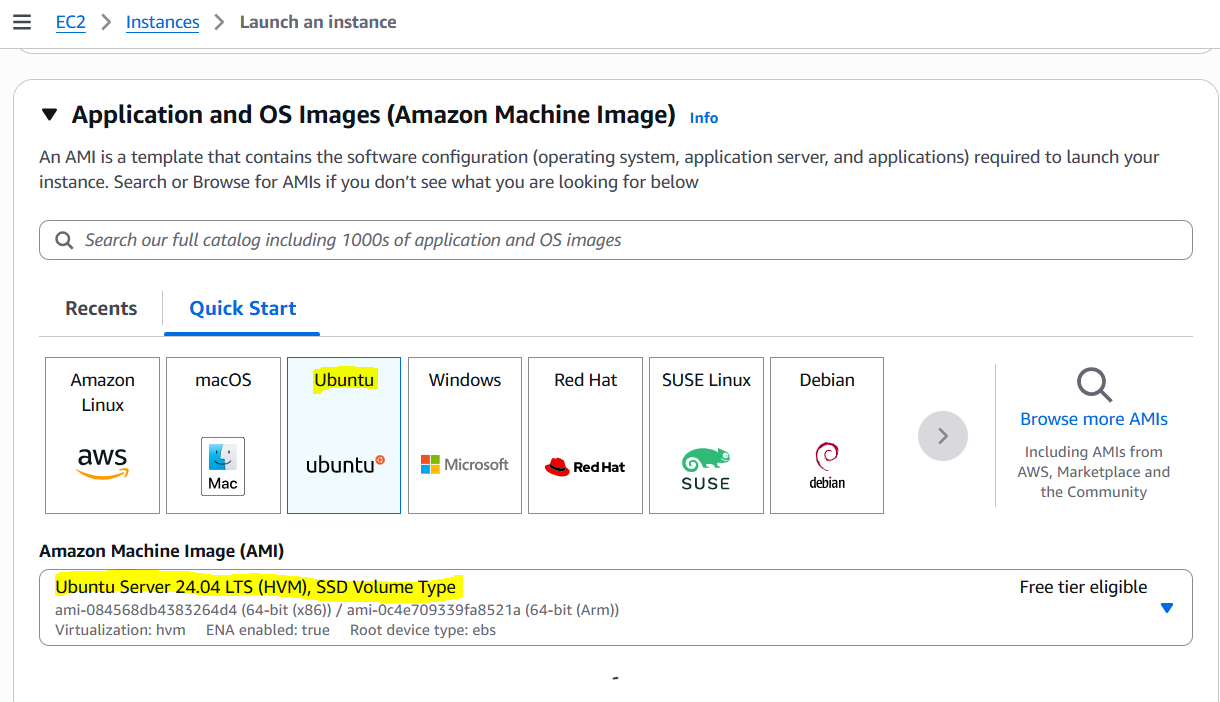 EC2 > Instances > Launch an instance
Application and OS Images (Amazon Machine Image) Info
An AMI is a template that contains the software configuration (operating system, application server, and applications) required to launch your
instance. Search or Browse for AMIs if you don’t see what you are looking for below
Search our full catalog including 1000s of application and OS images
Recents
Quick Start
Amazon
Linux
aws
macOS
Mac
Ubuntu
ubuntu
Windows
Microsoft
Red Hat
Red Hat
SUSE Linux
SUSE
Debian
debian
Browse more AMIs
Including AMIs from
AWS, Marketplace and
the Community
Amazon Machine Image (AMI)
Ubuntu Server 24.04 LTS (HVM), SSD Volume Type
Free tier eligible
ami-084568db4383264d4 (64-bit (x86)) / ami-0c4e709339fa8521a (64-bit (Arm))
Virtualization: hvm ENA enabled: true Root device type: ebs